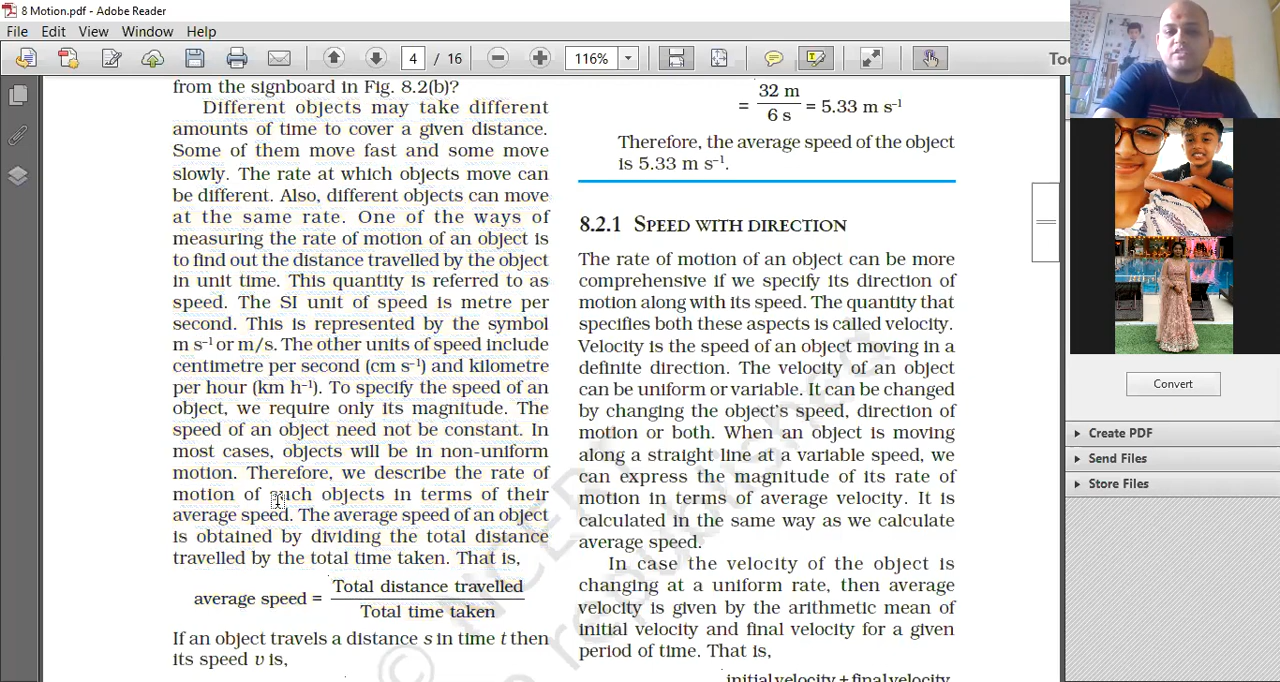 8 Motion.pdf - Adobe Reader
File Edit View Window Help
4 / 16 116% To
from the signboard in Fig. 8.2(b)?
Different objects may take different
amounts of time to cover a given distance.
Some of them move fast and some move
slowly. The rate at which objects move can
be different. Also, different objects can move
at the same rate. One of the ways of
measuring the rate of motion of an object is
to find out the distance travelled by the object
in unit time. This quantity is referred to as
speed. The SI unit of speed is metre per
second. This is represented by the symbol
m s⁻¹ or m/s. The other units of speed include
centimetre per second (cm s⁻¹) and kilometre
per hour (km h⁻¹). To specify the speed of an
object, we require only its magnitude. The
speed of an object need not be constant. In
most cases, objects will be in non-uniform
motion. Therefore, we describe the rate of
motion of such objects in terms of their
average speed. The average speed of an object
is obtained by dividing the total distance
travelled by the total time taken. That is,
average speed = Total distance travelled
Total time taken
If an object travels a distance s in time t then
its speed v is,
= 32 m / 6 s = 5.33 m s⁻¹
Therefore, the average speed of the object
is 5.33 m s⁻¹.
8.2.1 SPEED WITH DIRECTION
The rate of motion of an object can be more
comprehensive if we specify its direction of
motion along with its speed. The quantity that
specifies both these aspects is called velocity.
Velocity is the speed of an object moving in a
definite direction. The velocity of an object
can be uniform or variable. It can be changed
by changing the object's speed, direction of
motion or both. When an object is moving
along a straight line at a variable speed, we
can express the magnitude of its rate of
motion in terms of average velocity. It is
calculated in the same way as we calculate
average speed.
In case the velocity of the object is
changing at a uniform rate, then average
velocity is given by the arithmetic mean of
initial velocity and final velocity for a given
period of time. That is,
initial velocity + final velocity
© NCERT
republished
Convert
Create PDF
Send Files
Store Files